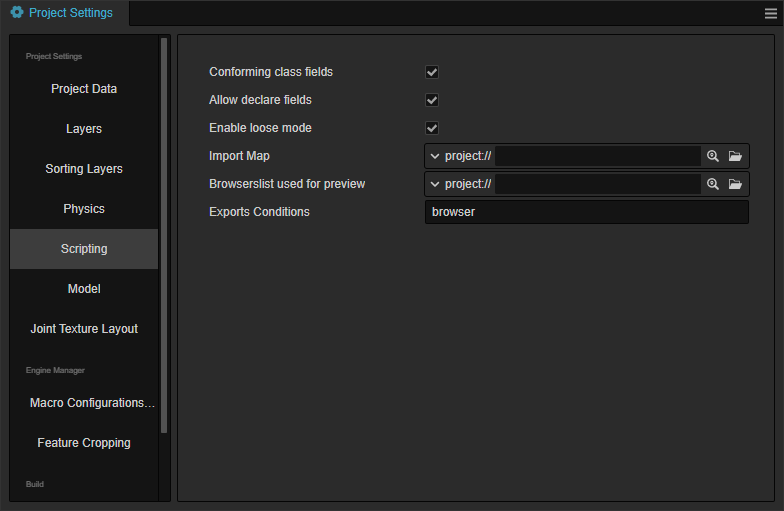 Project Settings
Project Settings
Project Data
Layers
Sorting Layers
Physics
Scripting
Model
Joint Texture Layout
Engine Manager
Macro Configurations...
Feature Cropping
Build
Conforming class fields
Allow declare fields
Enable loose mode
Import Map project://
Browserslist used for preview project://
Exports Conditions browser